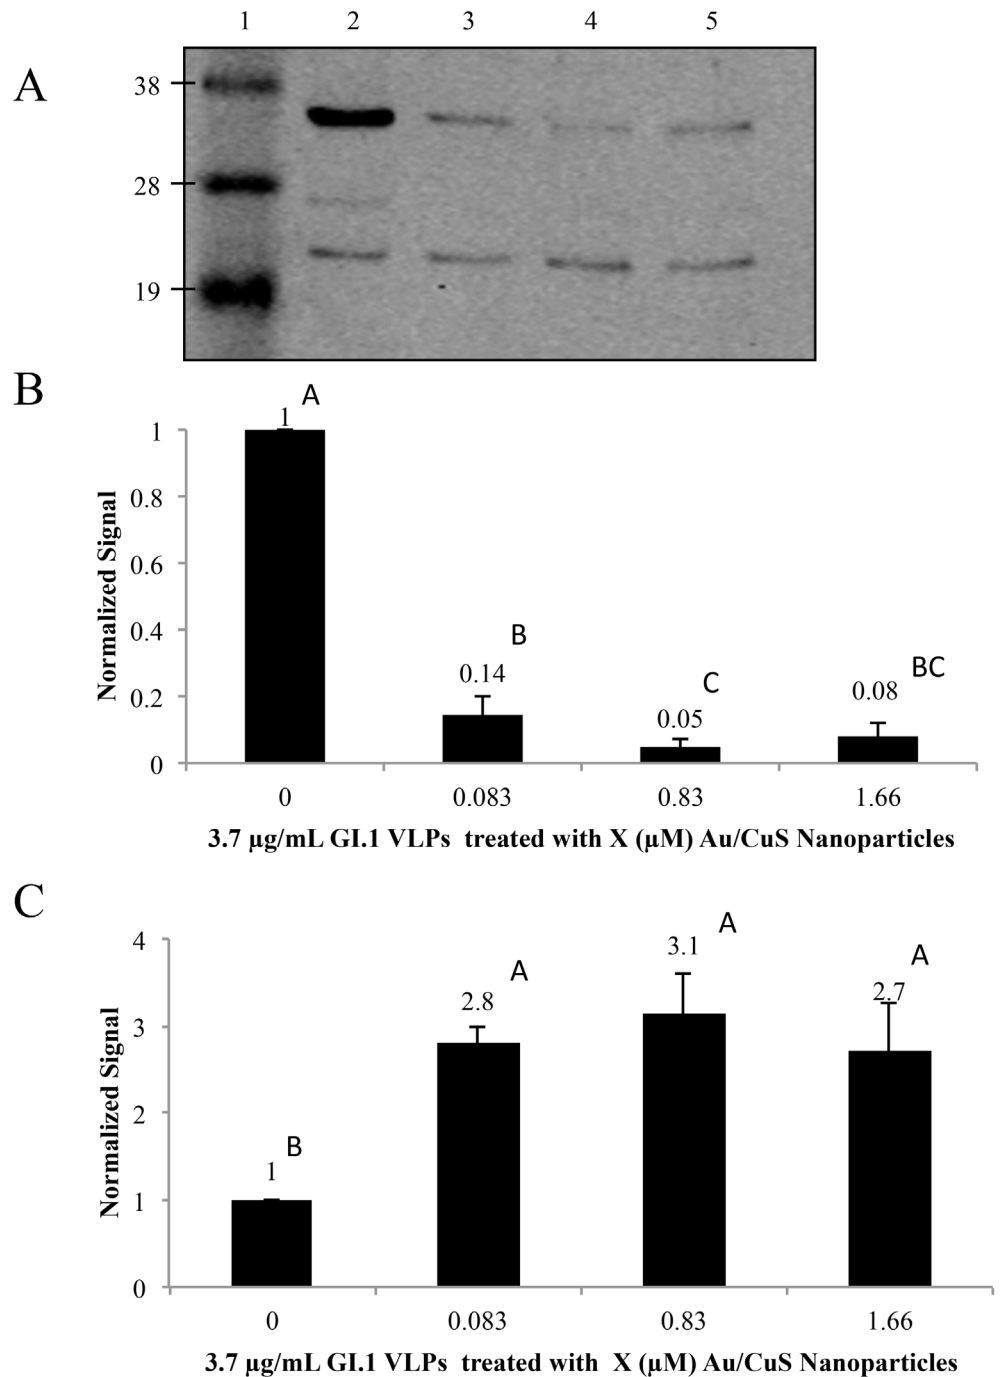 1 2 3 4 5
A
38
28
19
B
A
1
1
0.8
Normalized Signal
0.6
B
0.4
BC
0.14
C
0.08
0.2
0.05
0
0 0.083 0.83 1.66
3.7 μg/mL GI.1 VLPs treated with X (μM) Au/CuS Nanoparticles
C
A
4
3.1
A
A
2.8
2.7
3
Normalized Signal
2
B
1
1
0
0 0.083 0.83 1.66
3.7 μg/mL GI.1 VLPs treated with X (μM) Au/CuS Nanoparticles